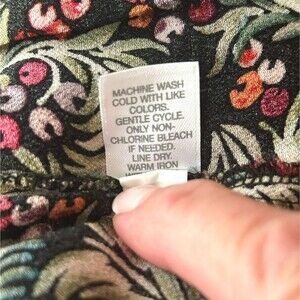 MACHINE WASH
COLD WITH LIKE
COLORS.
GENTLE CYCLE.
ONLY NON-
CHLORINE BLEACH
IF NEEDED.
LINE DRY.
WARM IRON